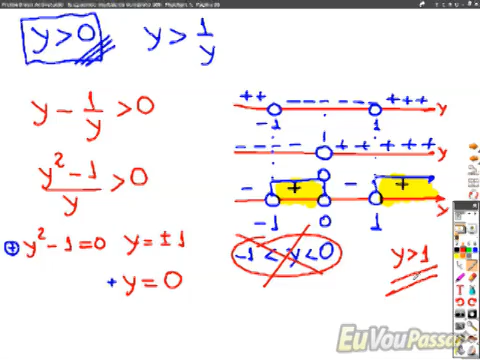 y > 0 y > 1/y
y - 1/y > 0
++ - - - - - - +++ y
-1 1
- - - - 1 + + + + + + y
y² - 1 / y > 0
- + - + y
-1 0 1
+ y² - 1 = 0 y = ±1
-1 < y < 0
y > 1
+ y = 0
EuVouPassar